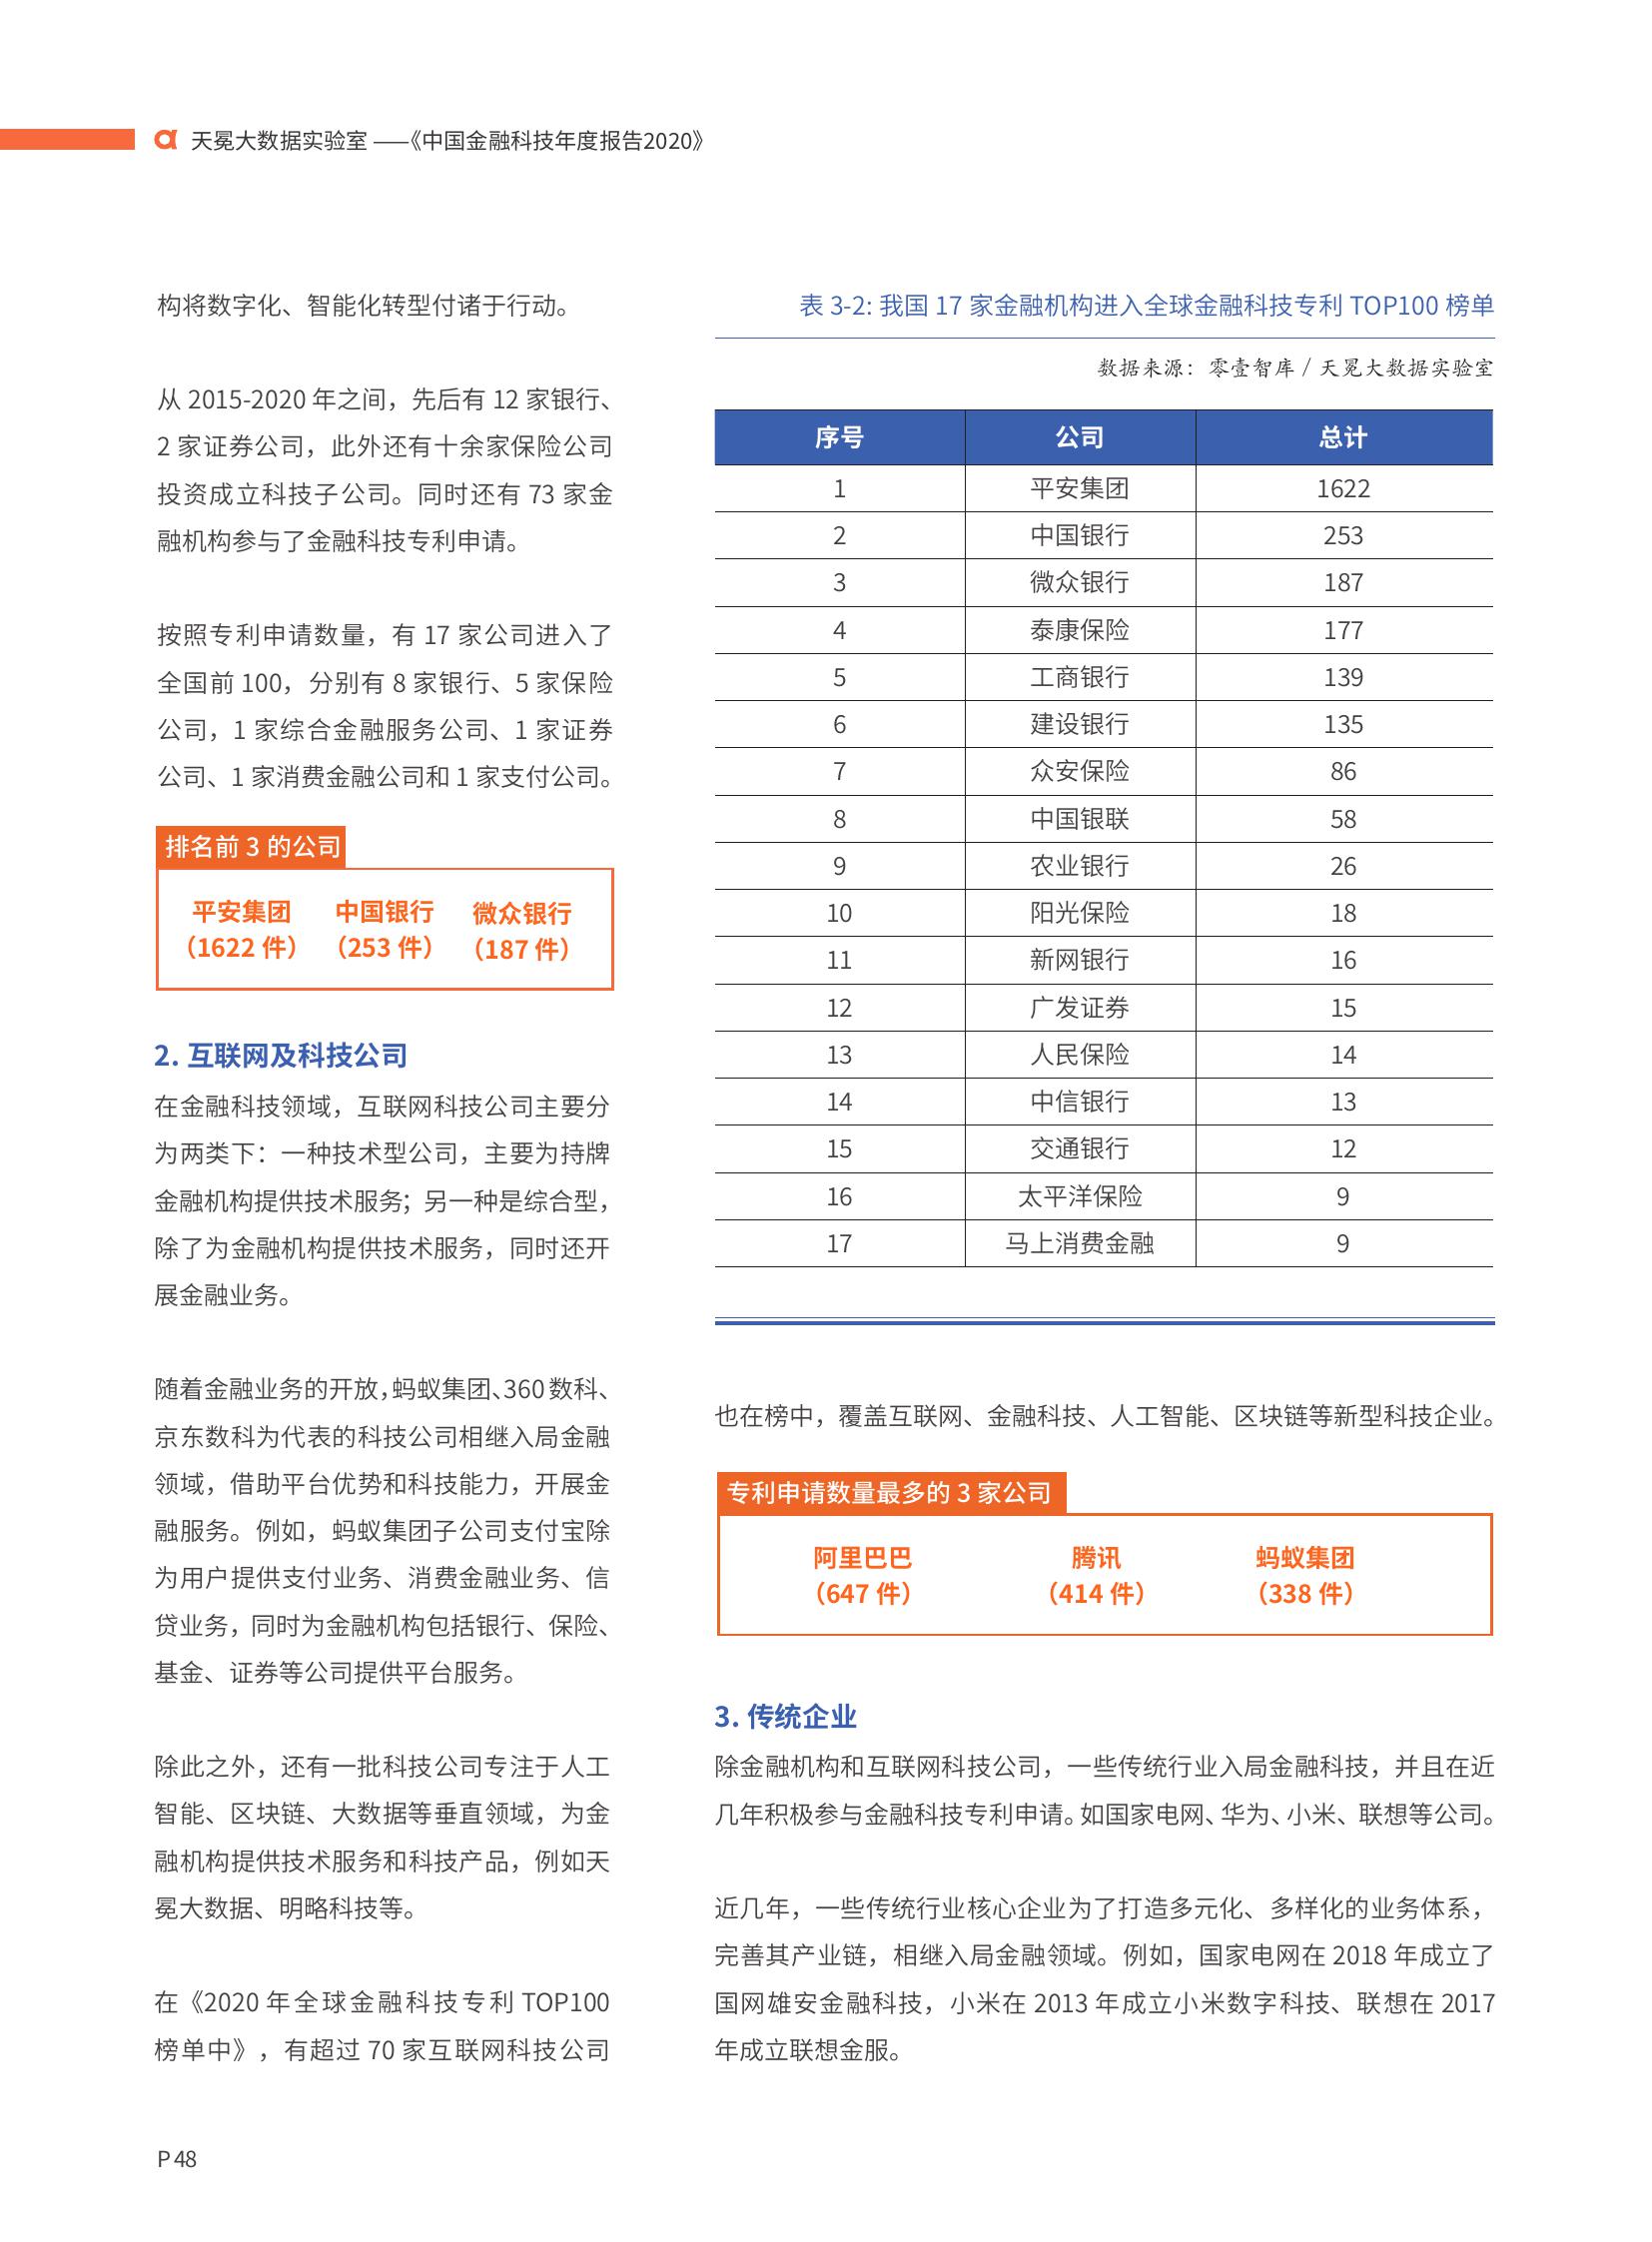 天冕大数据实验室 ——《中国金融科技年度报告2020》
构将数字化、智能化转型付诸于行动。
从 2015-2020 年之间，先后有 12 家银行、
2 家证券公司，此外还有十余家保险公司
投资成立科技子公司。同时还有 73 家金
融机构参与了金融科技专利申请。
按照专利申请数量，有 17 家公司进入了
全国前 100，分别有 8 家银行、5 家保险
公司，1 家综合金融服务公司、1 家证券
公司、1 家消费金融公司和 1 家支付公司。
排名前 3 的公司
平安集团 中国银行 微众银行
（1622 件） （253 件） （187 件）
2. 互联网及科技公司
在金融科技领域，互联网科技公司主要分
为两类下：一种技术型公司，主要为持牌
金融机构提供技术服务；另一种是综合型，
除了为金融机构提供技术服务，同时还开
展金融业务。
随着金融业务的开放，蚂蚁集团、360 数科、
京东数科为代表的科技公司相继入局金融
领域，借助平台优势和科技能力，开展金
融服务。例如，蚂蚁集团子公司支付宝除
为用户提供支付业务、消费金融业务、信
贷业务，同时为金融机构包括银行、保险、
基金、证券等公司提供平台服务。
除此之外，还有一批科技公司专注于人工
智能、区块链、大数据等垂直领域，为金
融机构提供技术服务和科技产品，例如天
冕大数据、明略科技等。
在《2020 年全球金融科技专利 TOP100
榜单中》，有超过 70 家互联网科技公司
表 3-2: 我国 17 家金融机构进入全球金融科技专利 TOP100 榜单
数据来源：零壹智库 / 天冕大数据实验室
序号 公司 总计
1 平安集团 1622
2 中国银行 253
3 微众银行 187
4 泰康保险 177
5 工商银行 139
6 建设银行 135
7 众安保险 86
8 中国银联 58
9 农业银行 26
10 阳光保险 18
11 新网银行 16
12 广发证券 15
13 人民保险 14
14 中信银行 13
15 交通银行 12
16 太平洋保险 9
17 马上消费金融 9
也在榜中，覆盖互联网、金融科技、人工智能、区块链等新型科技企业。
专利申请数量最多的 3 家公司
阿里巴巴 腾讯 蚂蚁集团
（647 件） （414 件） （338 件）
3. 传统企业
除金融机构和互联网科技公司，一些传统行业入局金融科技，并且在近
几年积极参与金融科技专利申请。如国家电网、华为、小米、联想等公司。
近几年，一些传统行业核心企业为了打造多元化、多样化的业务体系，
完善其产业链，相继入局金融领域。例如，国家电网在 2018 年成立了
国网雄安金融科技，小米在 2013 年成立小米数字科技、联想在 2017
年成立联想金服。
P48